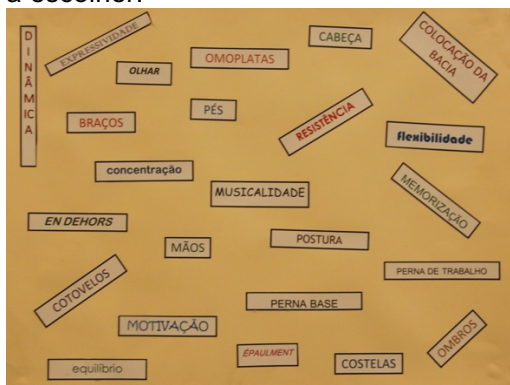 a escolher:
DINÂMICA
EXPRESSIVIDADE
OLHAR
OMOPLATAS
CABEÇA
COLOCAÇÃO DA
BACIA
BRAÇOS
PÉS
RESISTÊNCIA
flexibilidade
concentração
MUSICALIDADE
MEMORIZAÇÃO
EN DEHORS
MÃOS
POSTURA
PERNA DE TRABALHO
COTOVELOS
PERNA BASE
MOTIVAÇÃO
OMBROS
ÉPAULMENT
COSTELAS
equilíbrio